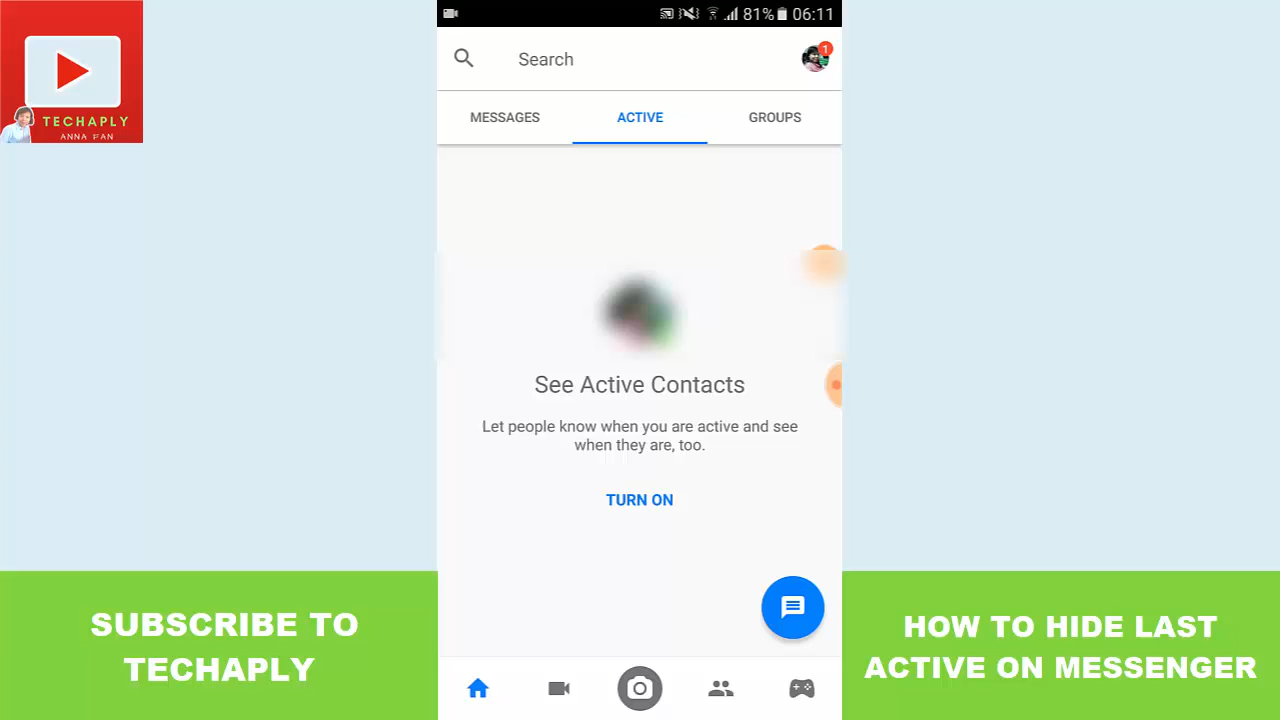 TECHAPLY
ANNA FAN
81% 06:11
Search
1
MESSAGES ACTIVE GROUPS
See Active Contacts
Let people know when you are active and see
when they are, too.
TURN ON
SUBSCRIBE TO
TECHAPLY
HOW TO HIDE LAST
ACTIVE ON MESSENGER